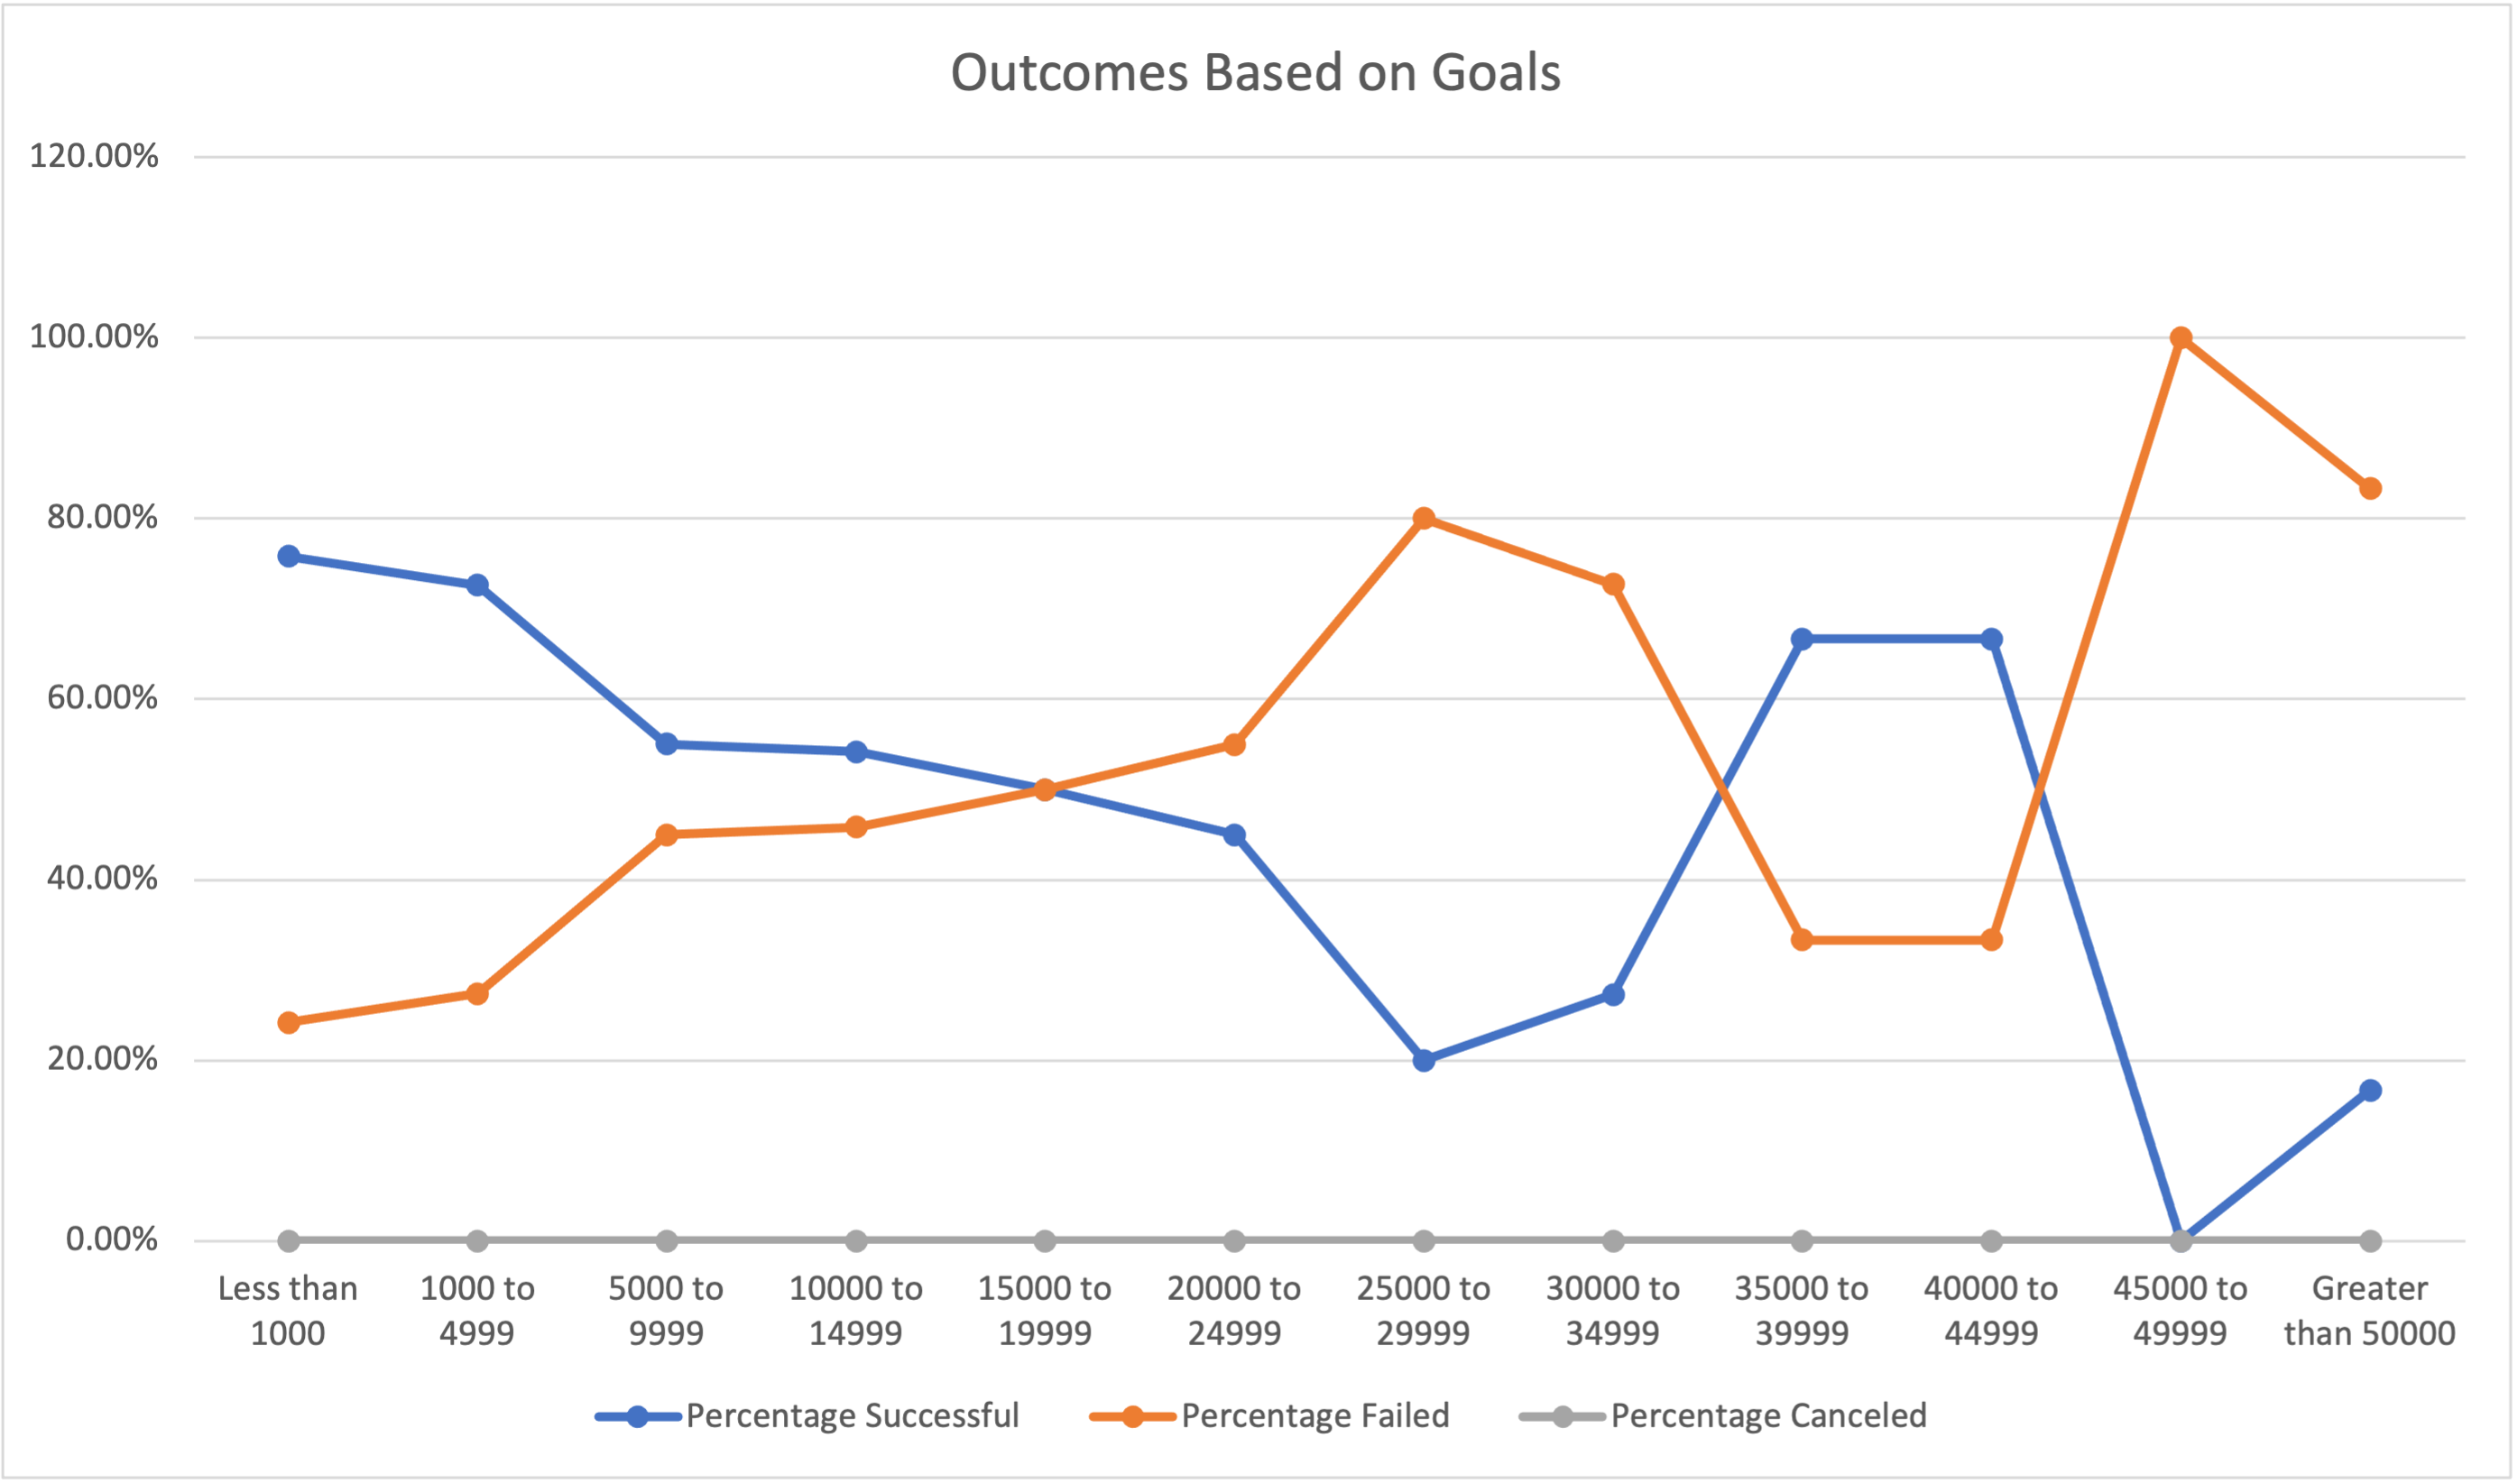 Outcomes Based on Goals
120.00%
100.00%
80.00%
60.00%
40.00%
20.00%
0.00%
Less than 1000 to 5000 to 10000 to 15000 to 20000 to 25000 to 30000 to 35000 to 40000 to 45000 to Greater
1000 4999 9999 14999 19999 24999 29999 34999 39999 44999 49999 than 50000
Percentage Successful Percentage Failed Percentage Canceled